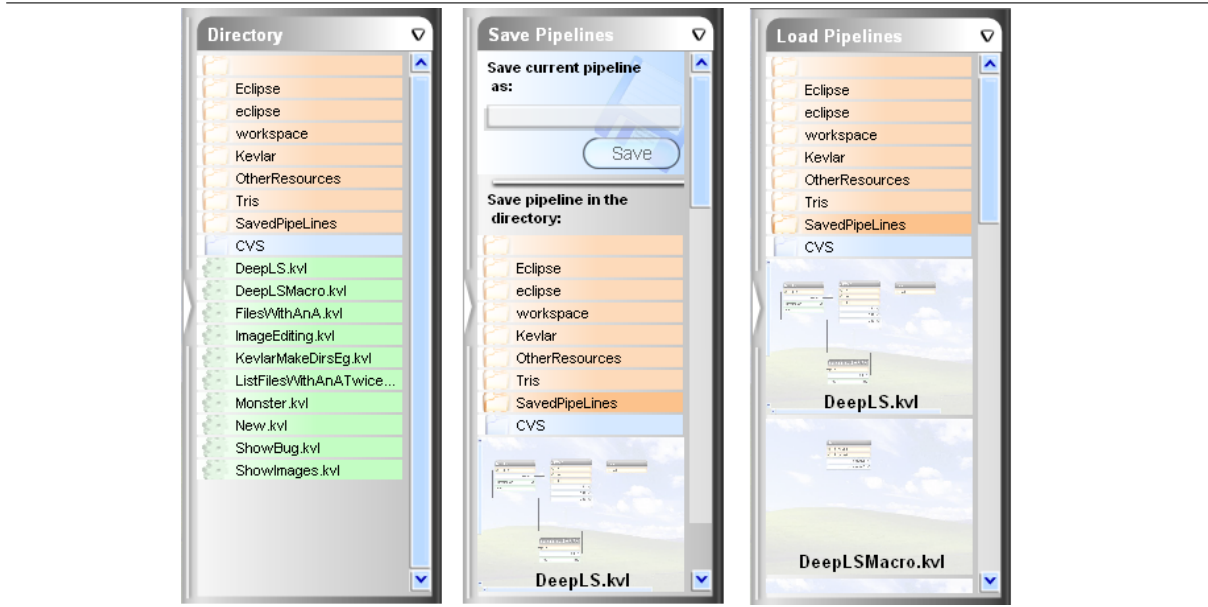 Directory
Eclipse
eclipse
workspace
Kevlar
OtherResources
Tris
SavedPipeLines
CVS
DeepLS.kvl
DeepLSMacro.kvl
FilesWithAnA.kvl
ImageEditing.kvl
KevlarMakeDirsEg.kvl
ListFilesWithAnATwice...
Monster.kvl
New.kvl
ShowBug.kvl
ShowImages.kvl
Save Pipelines
Save current pipeline
as:
Save
Save pipeline in the
directory:
Eclipse
eclipse
workspace
Kevlar
OtherResources
Tris
SavedPipeLines
CVS
DeepLS.kvl
Load Pipelines
Eclipse
eclipse
workspace
Kevlar
OtherResources
Tris
SavedPipeLines
CVS
DeepLS.kvl
DeepLSMacro.kvl